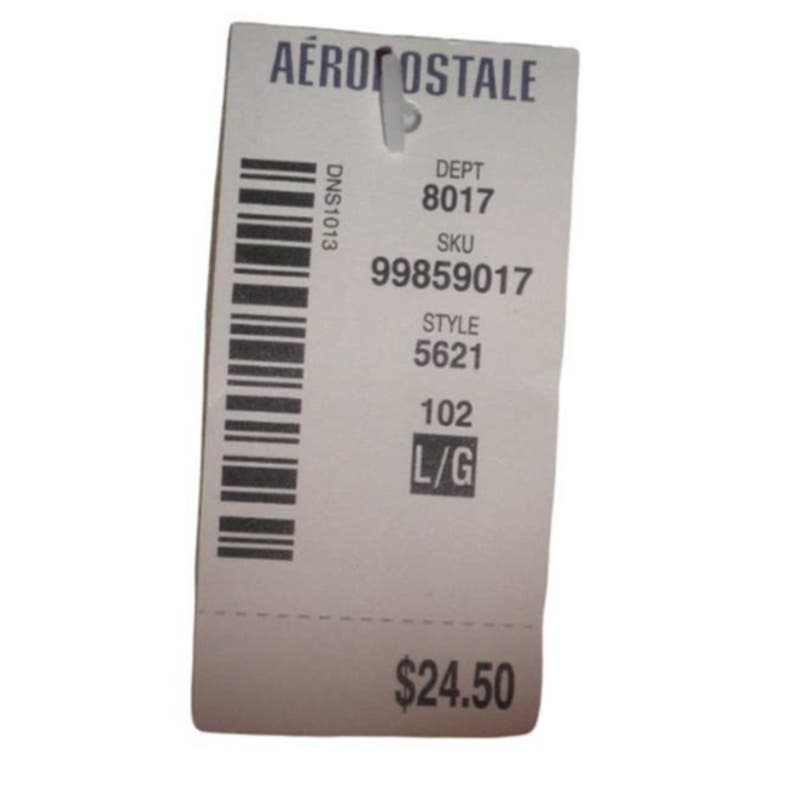 AÉROPOSTALE
DNS1013
DEPT
8017
SKU
99859017
STYLE
5621
102
L/G
$24.50